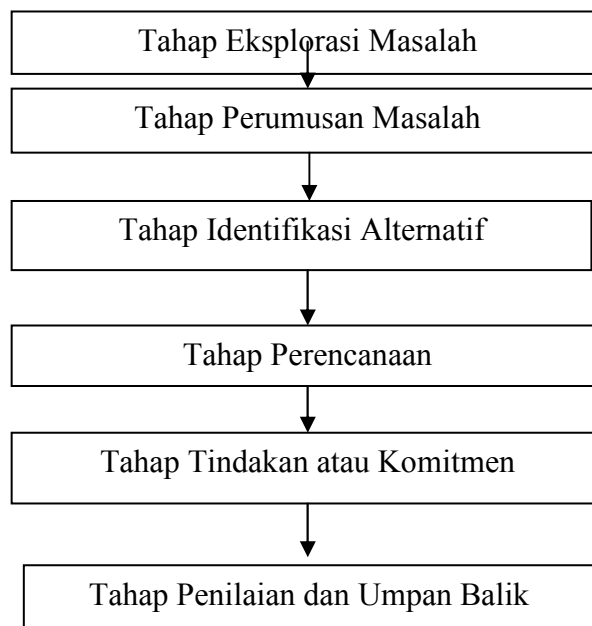 Tahap Eksplorasi Masalah
Tahap Perumusan Masalah
Tahap Identifikasi Alternatif
Tahap Perencanaan
Tahap Tindakan atau Komitmen
Tahap Penilaian dan Umpan Balik